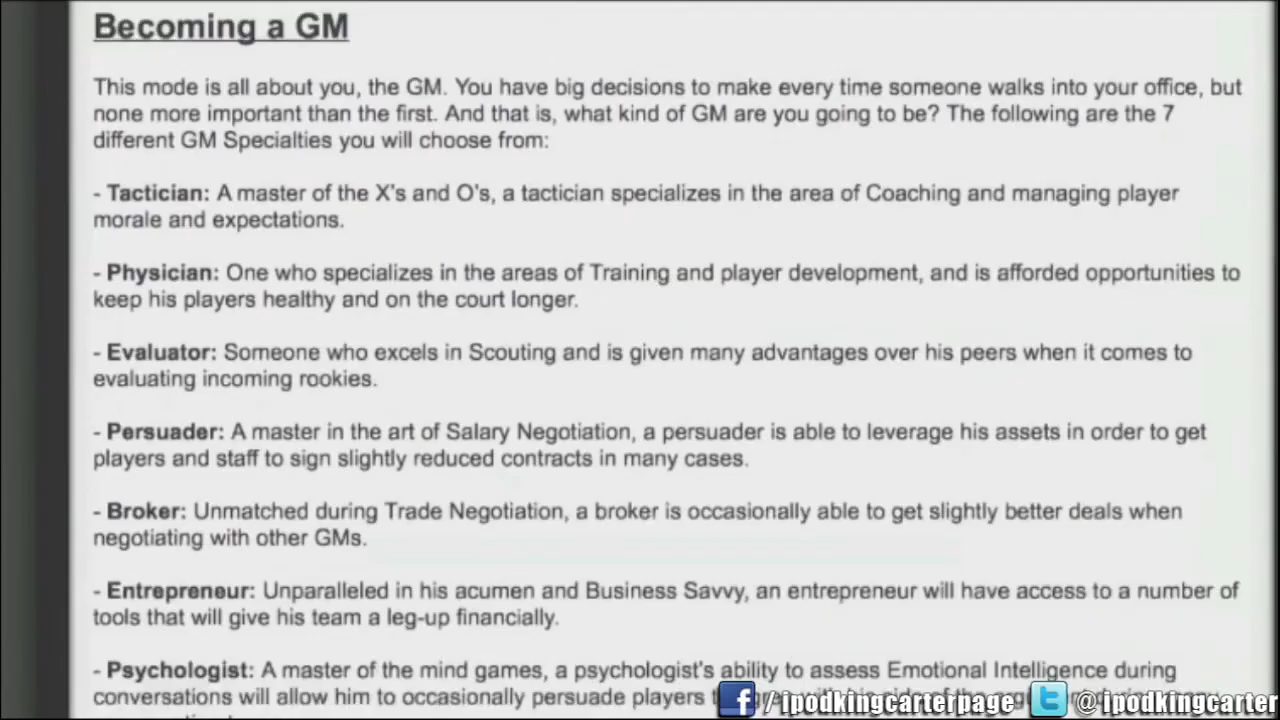 Becoming a GM
This mode is all about you, the GM. You have big decisions to make every time someone walks into your office, but
none more important than the first. And that is, what kind of GM are you going to be? The following are the 7
different GM Specialties you will choose from:
- Tactician: A master of the X's and O's, a tactician specializes in the area of Coaching and managing player
morale and expectations.
- Physician: One who specializes in the areas of Training and player development, and is afforded opportunities to
keep his players healthy and on the court longer.
- Evaluator: Someone who excels in Scouting and is given many advantages over his peers when it comes to
evaluating incoming rookies.
- Persuader: A master in the art of Salary Negotiation, a persuader is able to leverage his assets in order to get
players and staff to sign slightly reduced contracts in many cases.
- Broker: Unmatched during Trade Negotiation, a broker is occasionally able to get slightly better deals when
negotiating with other GMs.
- Entrepreneur: Unparalleled in his acumen and Business Savvy, an entrepreneur will have access to a number of
tools that will give his team a leg-up financially.
- Psychologist: A master of the mind games, a psychologist's ability to assess Emotional Intelligence during
conversations will allow him to occasionally persuade players
/ipodkingcarterpage @ipodkingcarter